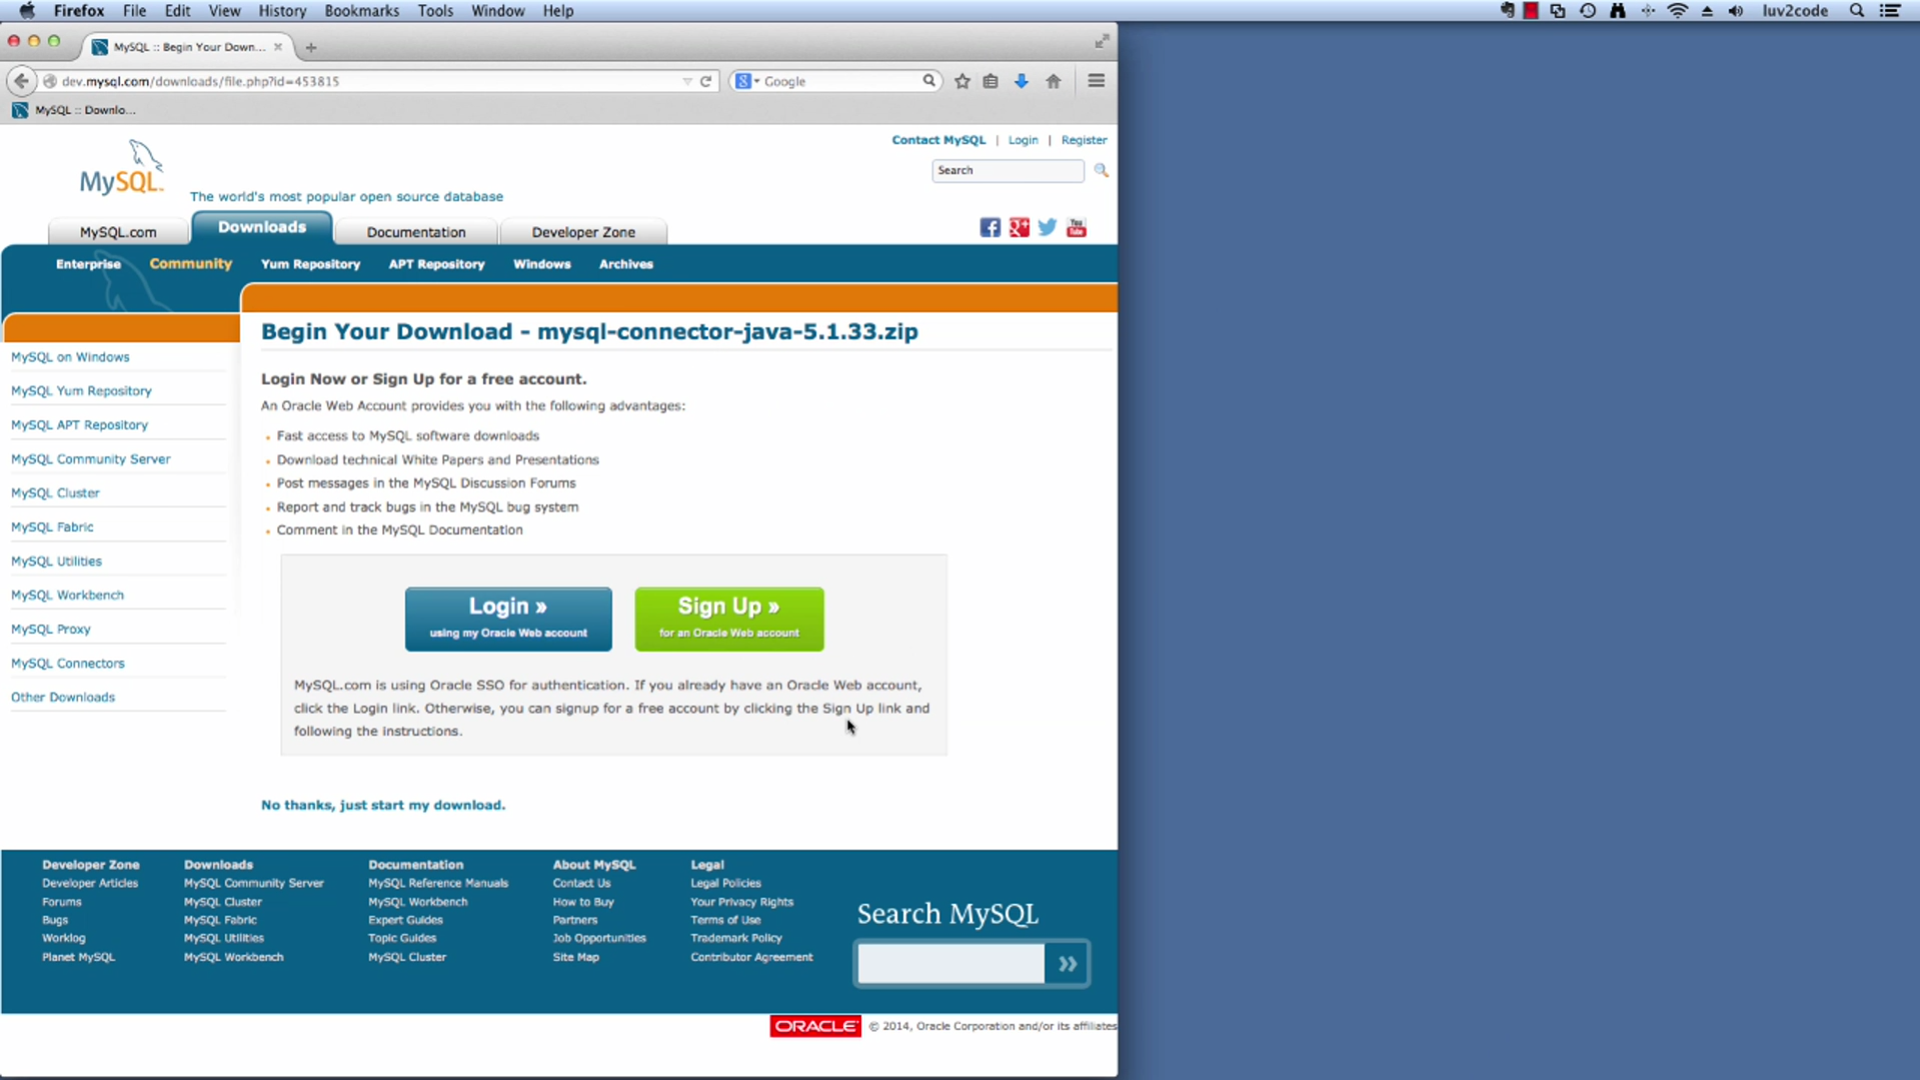 Firefox File Edit View History Bookmarks Tools Window Help luv2code
MySQL :: Begin Your Down...
dev.mysql.com/downloads/file.php?id=453815
Google
MySQL :: Downlo...
Contact MySQL | Login | Register
Search
MySQL
The world's most popular open source database
MySQL.com
Downloads
Documentation
Developer Zone
You Tube
Enterprise Community Yum Repository APT Repository Windows Archives
Begin Your Download - mysql-connector-java-5.1.33.zip
MySQL on Windows
MySQL Yum Repository
MySQL APT Repository
MySQL Community Server
MySQL Cluster
MySQL Fabric
MySQL Utilities
MySQL Workbench
MySQL Proxy
MySQL Connectors
Other Downloads
Login Now or Sign Up for a free account.
An Oracle Web Account provides you with the following advantages:
Fast access to MySQL software downloads
Download technical White Papers and Presentations
Post messages in the MySQL Discussion Forums
Report and track bugs in the MySQL bug system
Comment in the MySQL Documentation
Login »
using my Oracle Web account
Sign Up »
for an Oracle Web account
MySQL.com is using Oracle SSO for authentication. If you already have an Oracle Web account,
click the Login link. Otherwise, you can signup for a free account by clicking the Sign Up link and
following the instructions.
No thanks, just start my download.
Developer Zone
Developer Articles
Forums
Bugs
Worklog
Planet MySQL
Downloads
MySQL Community Server
MySQL Cluster
MySQL Fabric
MySQL Utilities
MySQL Workbench
Documentation
MySQL Reference Manuals
MySQL Workbench
Expert Guides
Topic Guides
MySQL Cluster
About MySQL
Contact Us
How to Buy
Partners
Job Opportunities
Site Map
Legal
Legal Policies
Your Privacy Rights
Terms of Use
Trademark Policy
Contributor Agreement
Search MySQL
»
ORACLE © 2014, Oracle Corporation and/or its affiliates